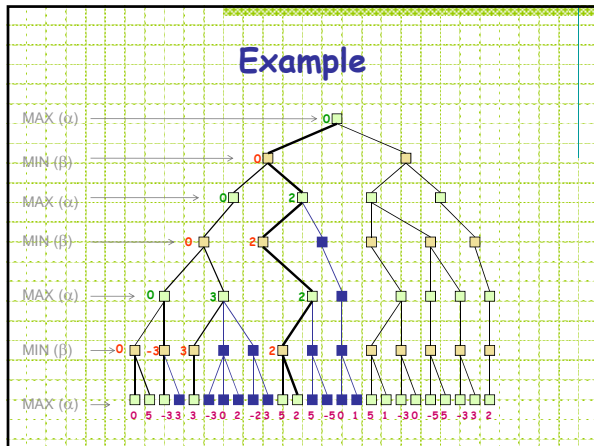 Example
MAX (α) 0
MIN (β) 0
MAX (α) 0 2
MIN (β) 0 2
MAX (α) 0 3 2
MIN (β) 0 -3 3 2
MAX (α)
0 5 -3 3 3 -3 0 2 -2 3 5 2 5 -5 0 1 5 1 -3 0 -5 5 -3 3 2